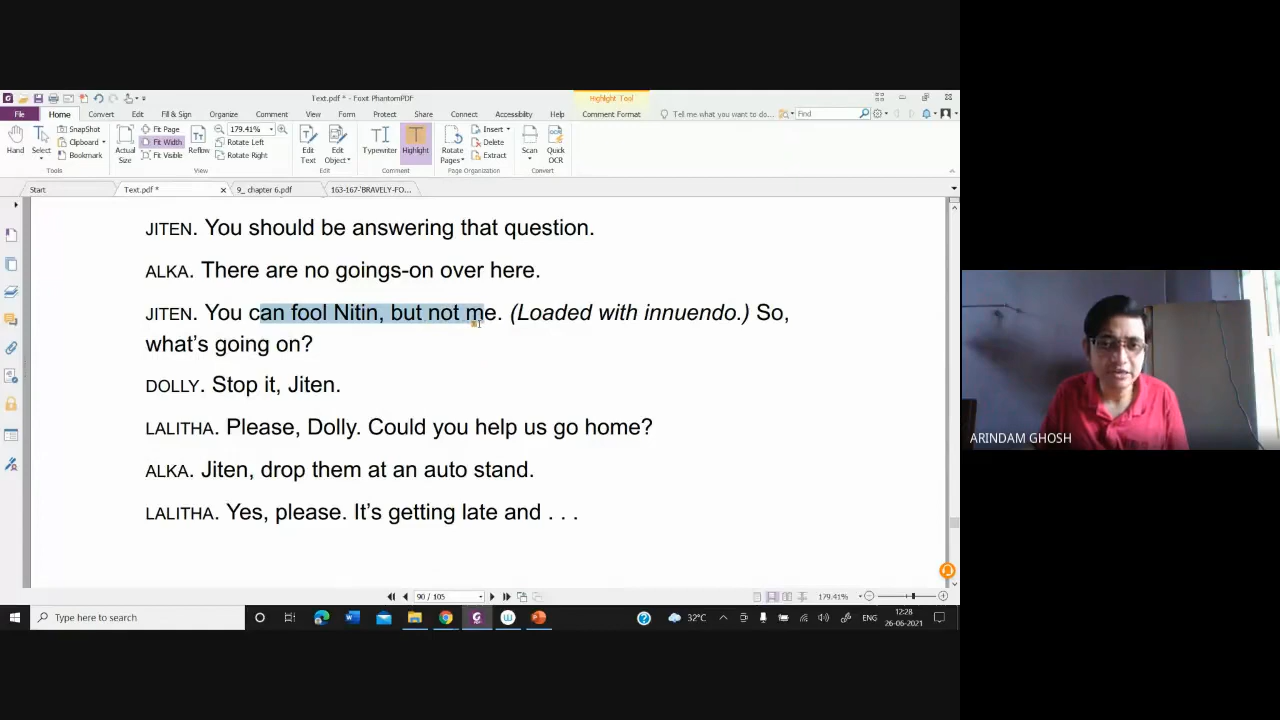 Text.pdf * - Foxit PhantomPDF
Highlight Tool
File Home Convert Edit Fill & Sign Organize Comment View Form Protect Share Connect Accessibility Help Comment Format Tell me what you want to do... Find
Hand
Select
SnapShot
Clipboard
Bookmark
Tools
Actual Size
Fit Page
Fit Width
Fit Visible
Reflow
179.41%
Rotate Left
Rotate Right
View
Edit Text
Edit Object
Edit
Typewriter
Highlight
Comment
Rotate Pages
Insert
Delete
Extract
Page Organization
Scan
Quick OCR
Convert
Start Text.pdf * 9_ chapter 6.pdf 163-167-'BRAVELY-FO...
JITEN. You should be answering that question.
ALKA. There are no goings-on over here.
JITEN. You can fool Nitin, but not me. (Loaded with innuendo.) So,
what’s going on?
DOLLY. Stop it, Jiten.
LALITHA. Please, Dolly. Could you help us go home?
ALKA. Jiten, drop them at an auto stand.
LALITHA. Yes, please. It’s getting late and . . .
ARINDAM GHOSH
90 / 105
179.41%
Type here to search
32°C
ENG
12:28
26-06-2021